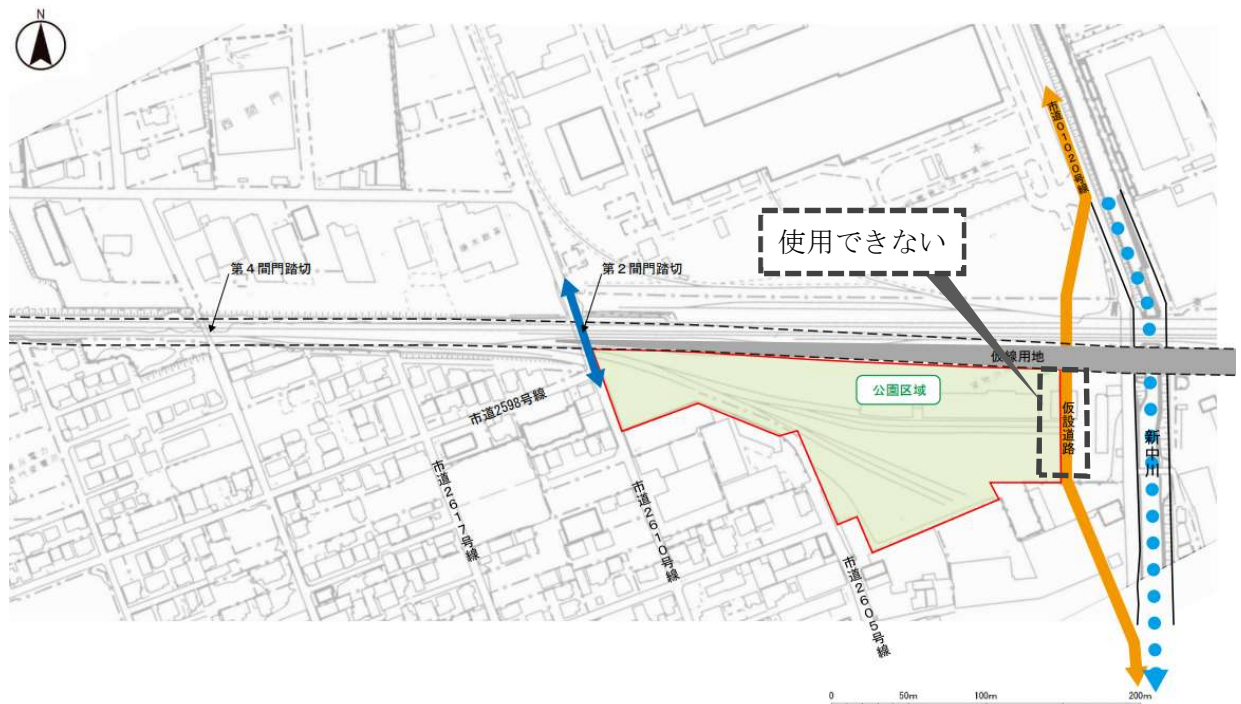 N
市道01020号線
使用できない
第4間門踏切
第2間門踏切
仮線用地
公園区域
仮設道路
新中川
市道2598号線
市道2617号線
市道2610号線
市道2605号線
0 50m 100m 200m